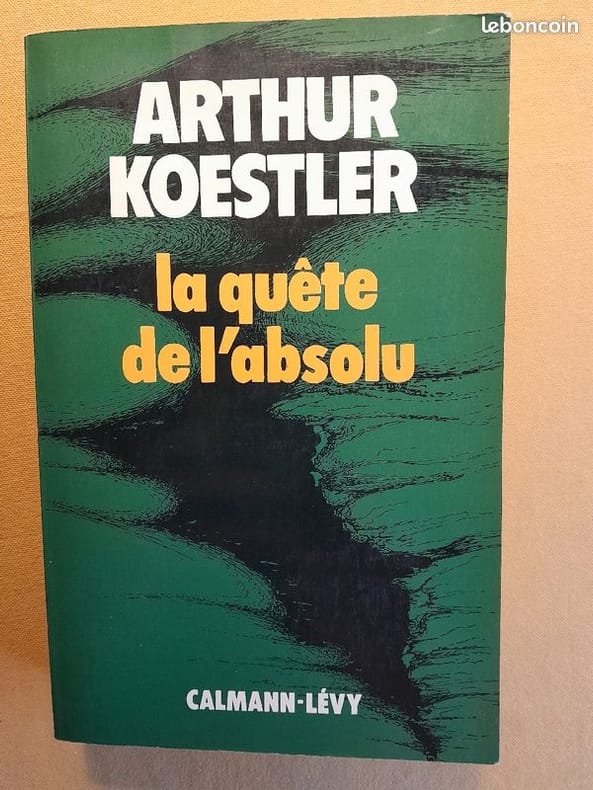 leboncoin
ARTHUR
KOESTLER
la quête
de l'absolu
CALMANN-LÉVY